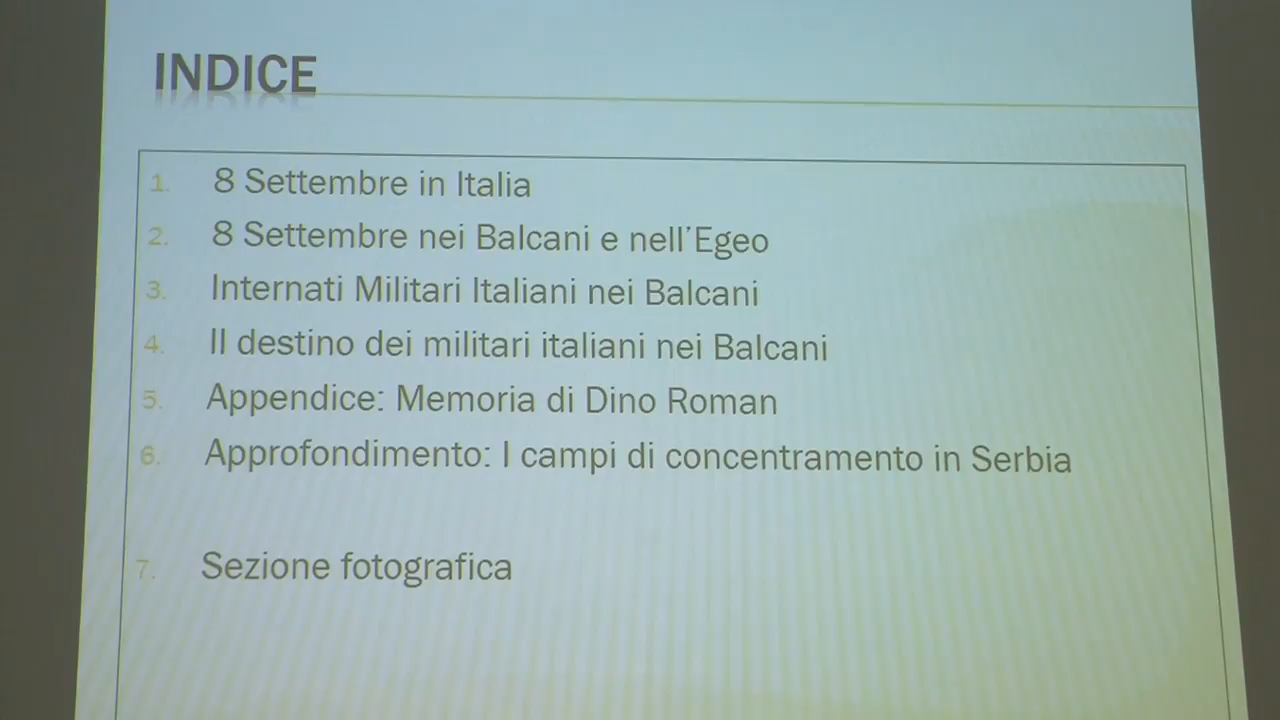 INDICE
1. 8 Settembre in Italia
2. 8 Settembre nei Balcani e nell'Egeo
3. Internati Militari Italiani nei Balcani
4. Il destino dei militari italiani nei Balcani
5. Appendice: Memoria di Dino Roman
6. Approfondimento: I campi di concentramento in Serbia
7. Sezione fotografica